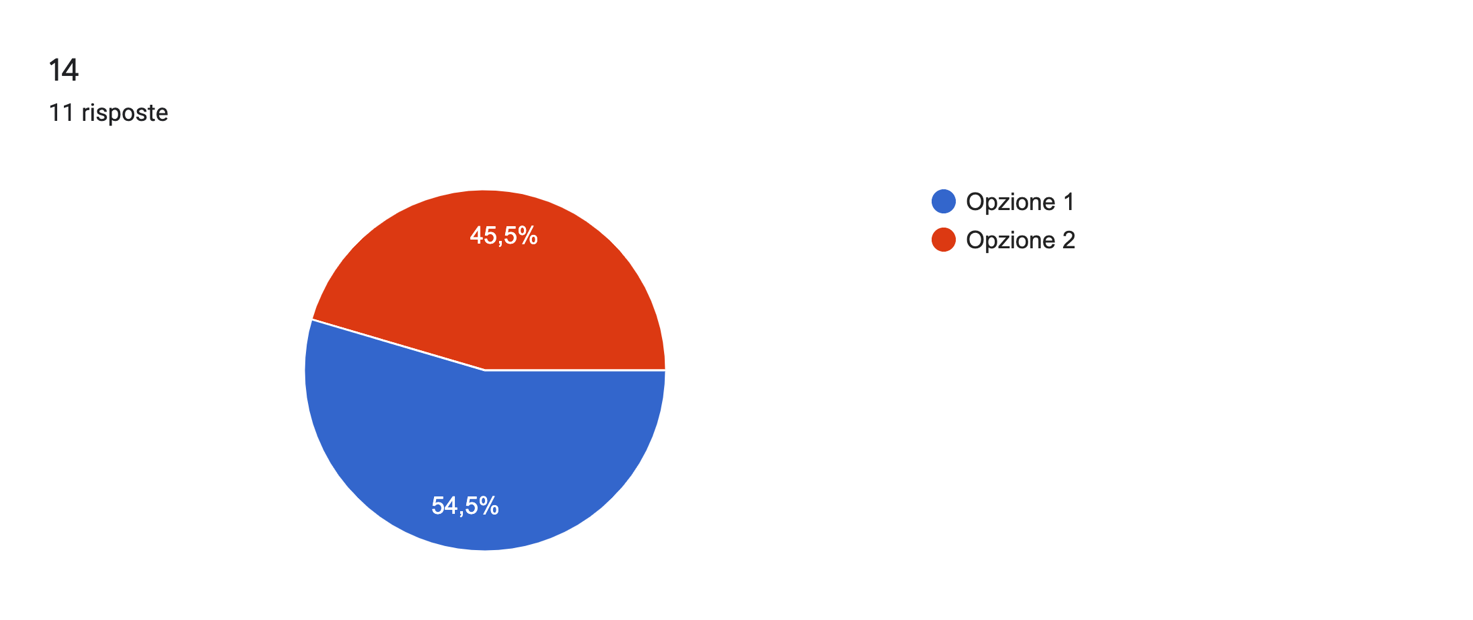 14
11 risposte
Opzione 1
Opzione 2
45,5%
54,5%